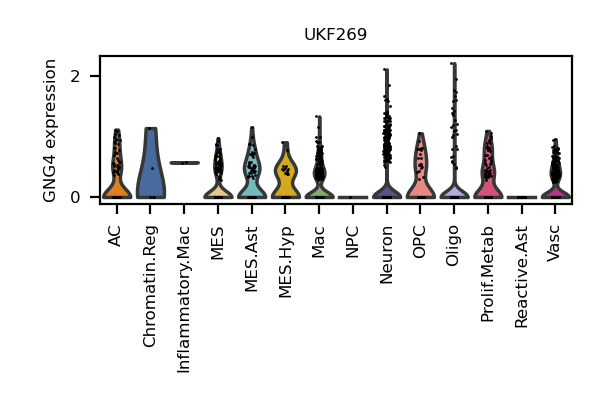 UKF269
GNG4 expression
2
0
AC
Chromatin.Reg
Inflammatory.Mac
MES
MES.Ast
MES.Hyp
Mac
NPC
Neuron
OPC
Oligo
Prolif.Metab
Reactive.Ast
Vasc